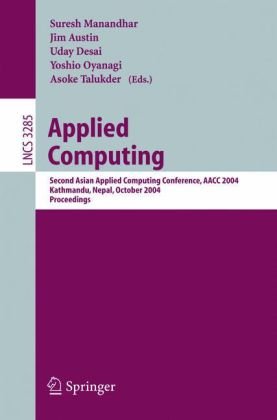 Suresh Manandhar
Jim Austin
Uday Desai
Yoshio Oyanagi
Asoke Talukder (Eds.)
LNCS 3285
Applied
Computing
Second Asian Applied Computing Conference, AACC 2004
Kathmandu, Nepal, October 2004
Proceedings
Springer